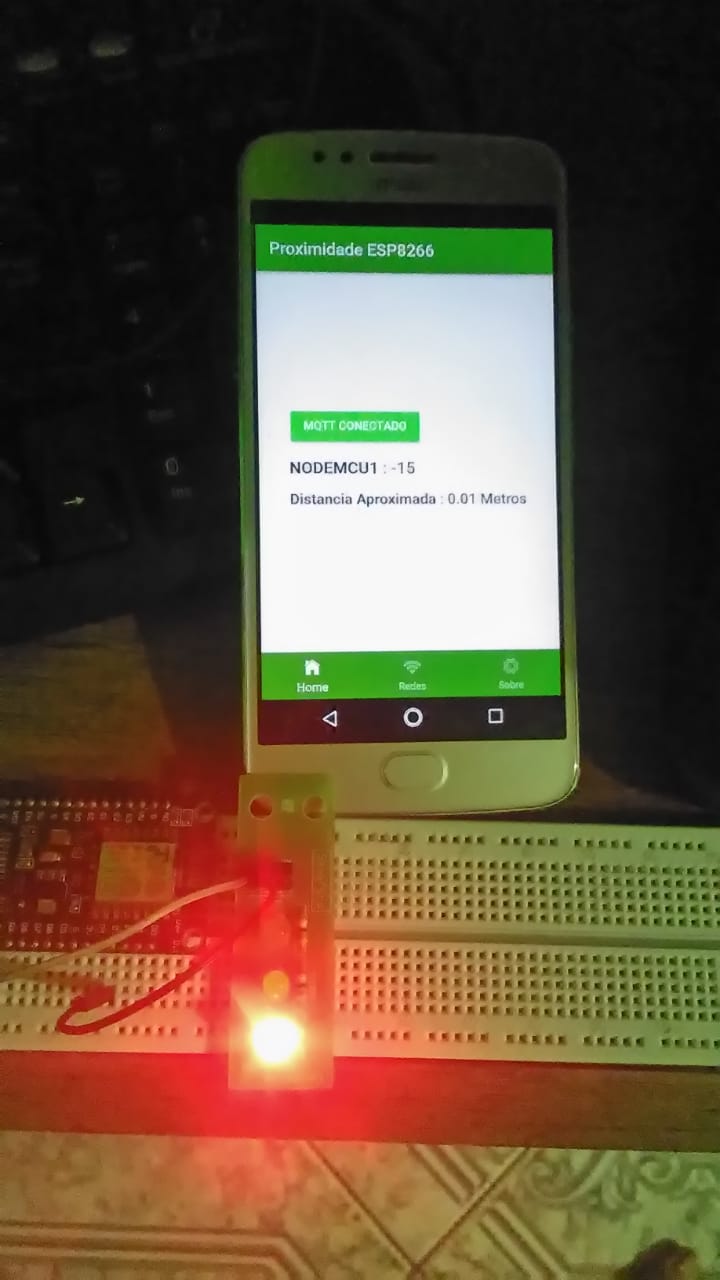 Proximidade ESP8266
MQTT CONECTADO
NODEMCU1 : -15
Distancia Aproximada : 0.01 Metros
Home
Redes
Sobre